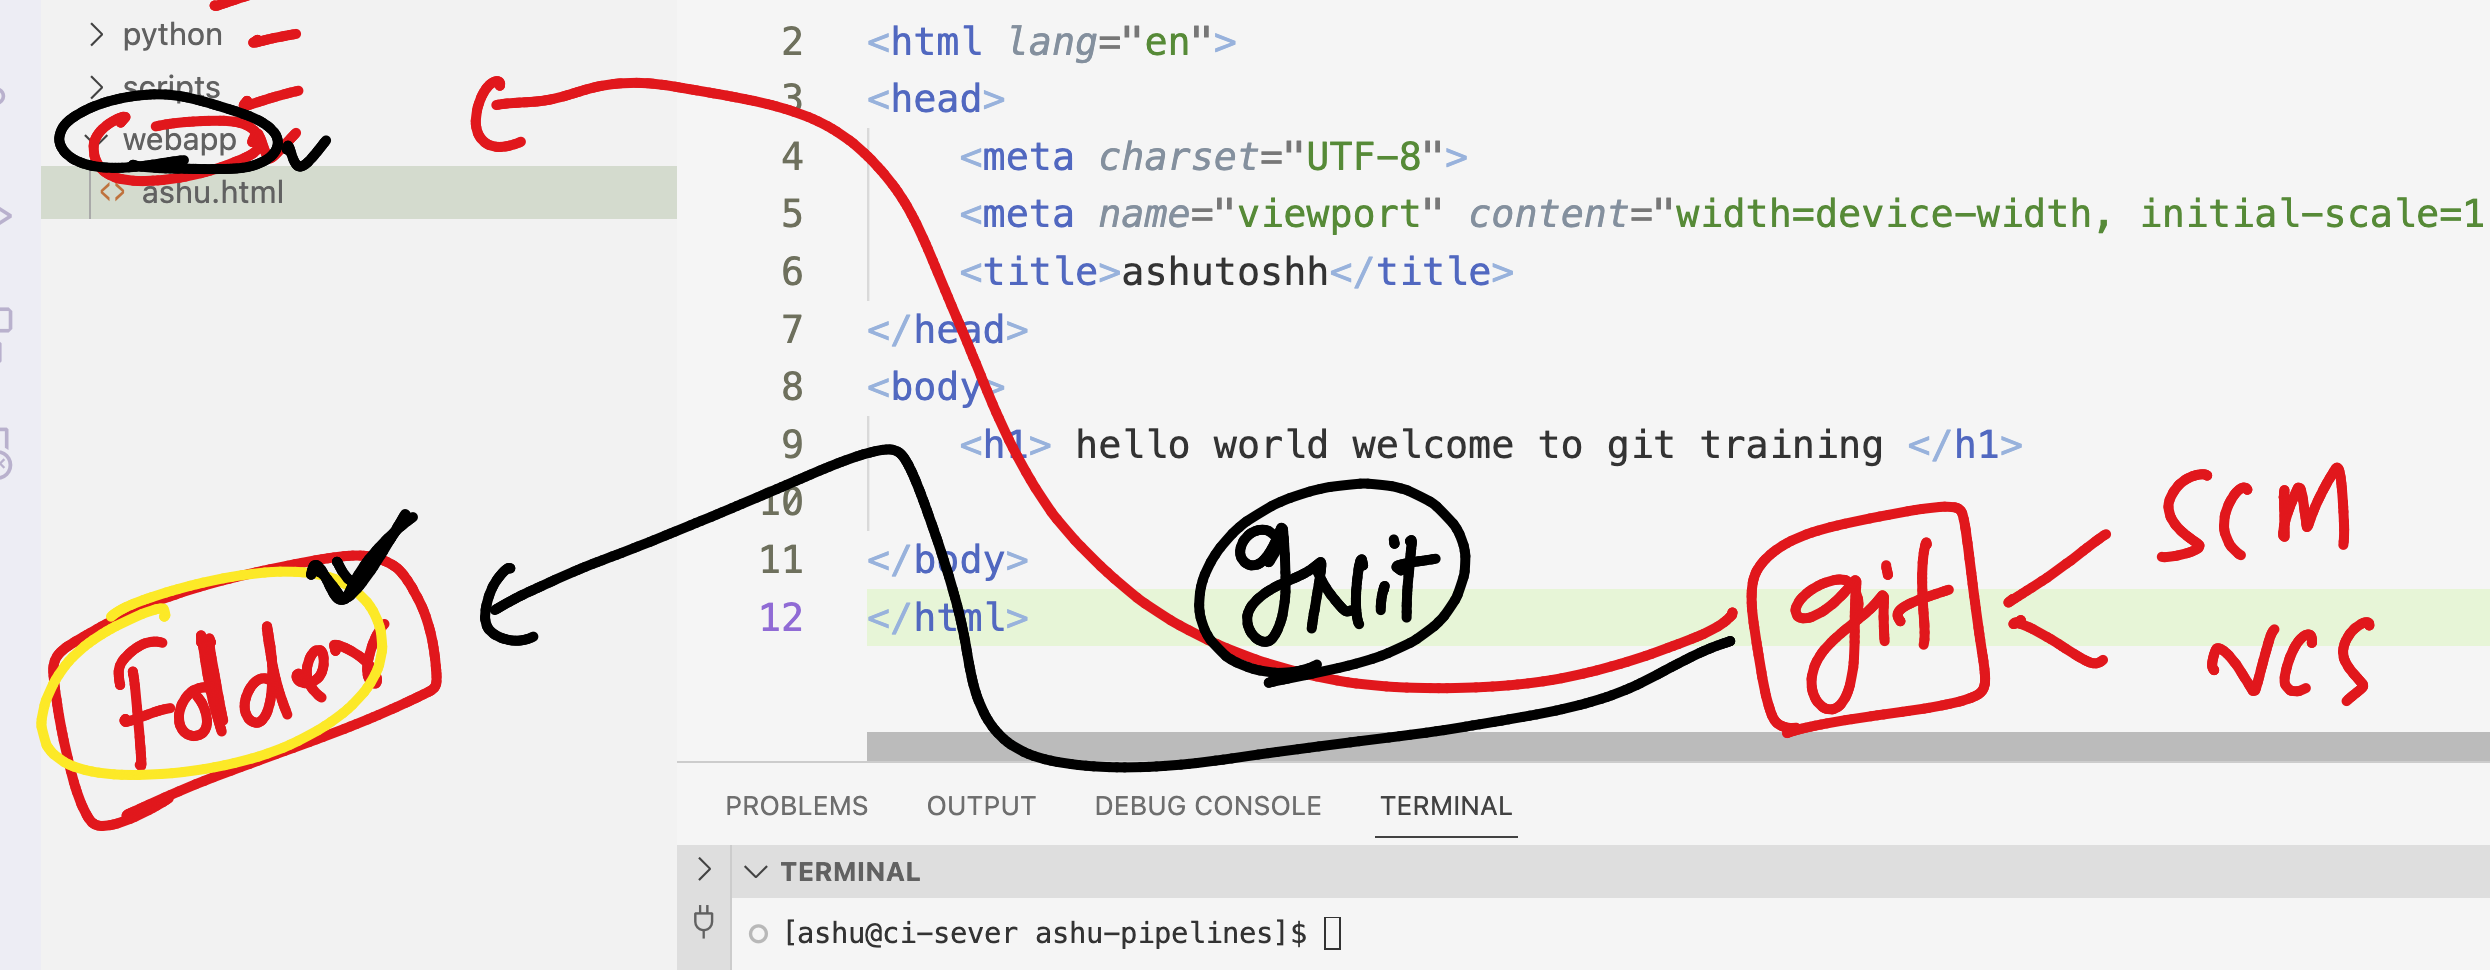 python
scripts
webapp
ashu.html
2 <html lang="en">
3 <head>
4 <meta charset="UTF-8">
5 <meta name="viewport" content="width=device-width, initial-scale=1
6 <title>ashutoshh</title>
7 </head>
8 <body>
9 <h1> hello world welcome to git training </h1>
10
11 </body>
12 </html>
Folder
git
SCM
VCS
PROBLEMS OUTPUT DEBUG CONSOLE TERMINAL
TERMINAL
[ashu@ci-sever ashu-pipelines]$